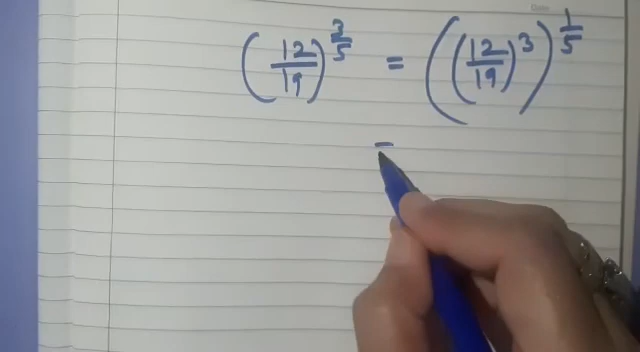 (12/19)^(3/5) = ((12/19)^3)^(1/5)
=